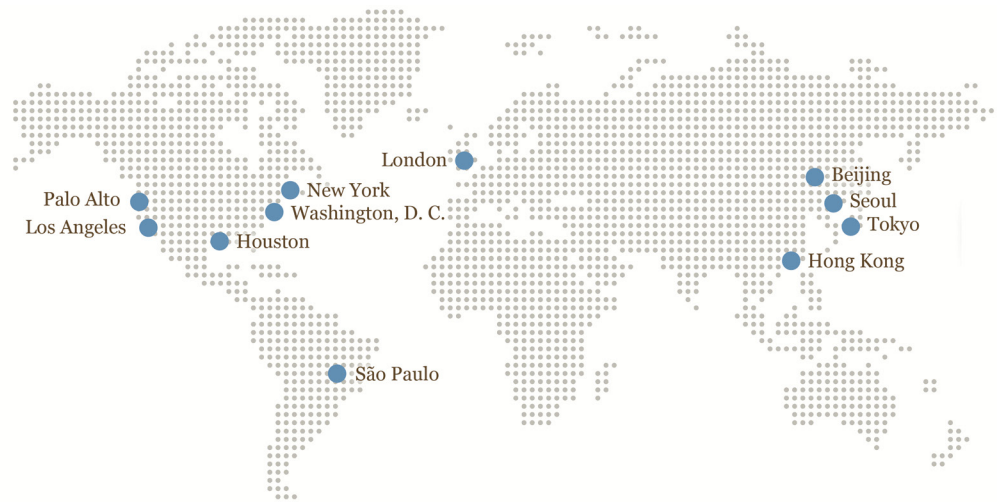 London
Beijing
New York
Palo Alto
Seoul
Washington, D. C.
Tokyo
Los Angeles
Houston
Hong Kong
São Paulo